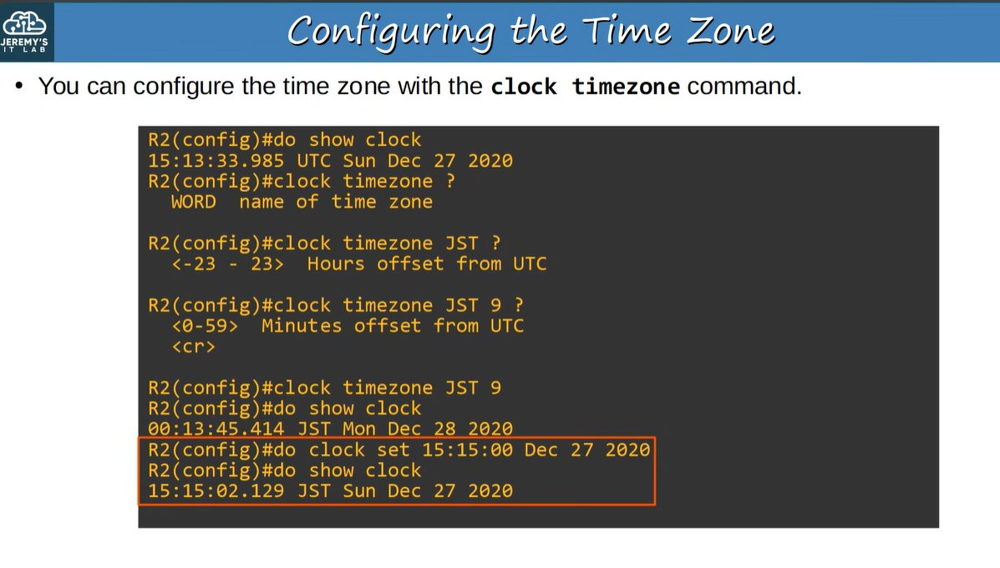 JEREMY'S
IT LAB
Configuring the Time Zone
• You can configure the time zone with the clock timezone command.
R2(config)#do show clock
15:13:33.985 UTC Sun Dec 27 2020
R2(config)#clock timezone ?
  WORD  name of time zone

R2(config)#clock timezone JST ?
  <-23 - 23>  Hours offset from UTC

R2(config)#clock timezone JST 9 ?
  <0-59>  Minutes offset from UTC
  <cr>

R2(config)#clock timezone JST 9
R2(config)#do show clock
00:13:45.414 JST Mon Dec 28 2020
R2(config)#do clock set 15:15:00 Dec 27 2020
R2(config)#do show clock
15:15:02.129 JST Sun Dec 27 2020